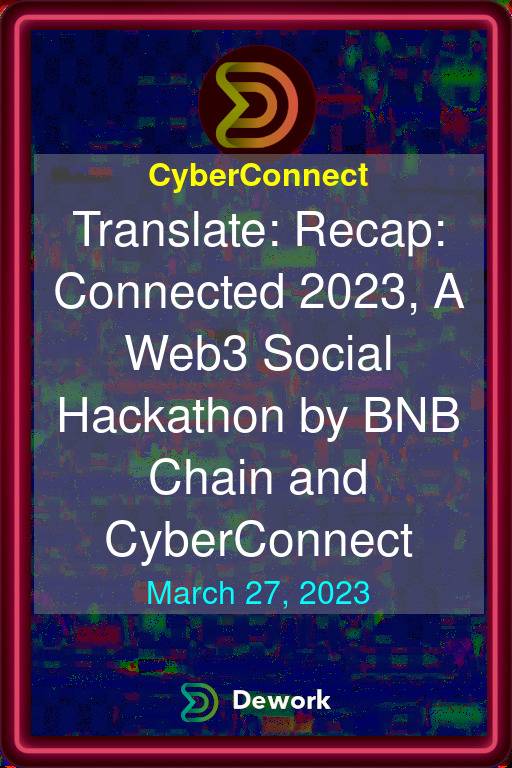 CyberConnect
Translate: Recap:
Connected 2023, A
Web3 Social
Hackathon by BNB
Chain and
CyberConnect
March 27, 2023
Dework